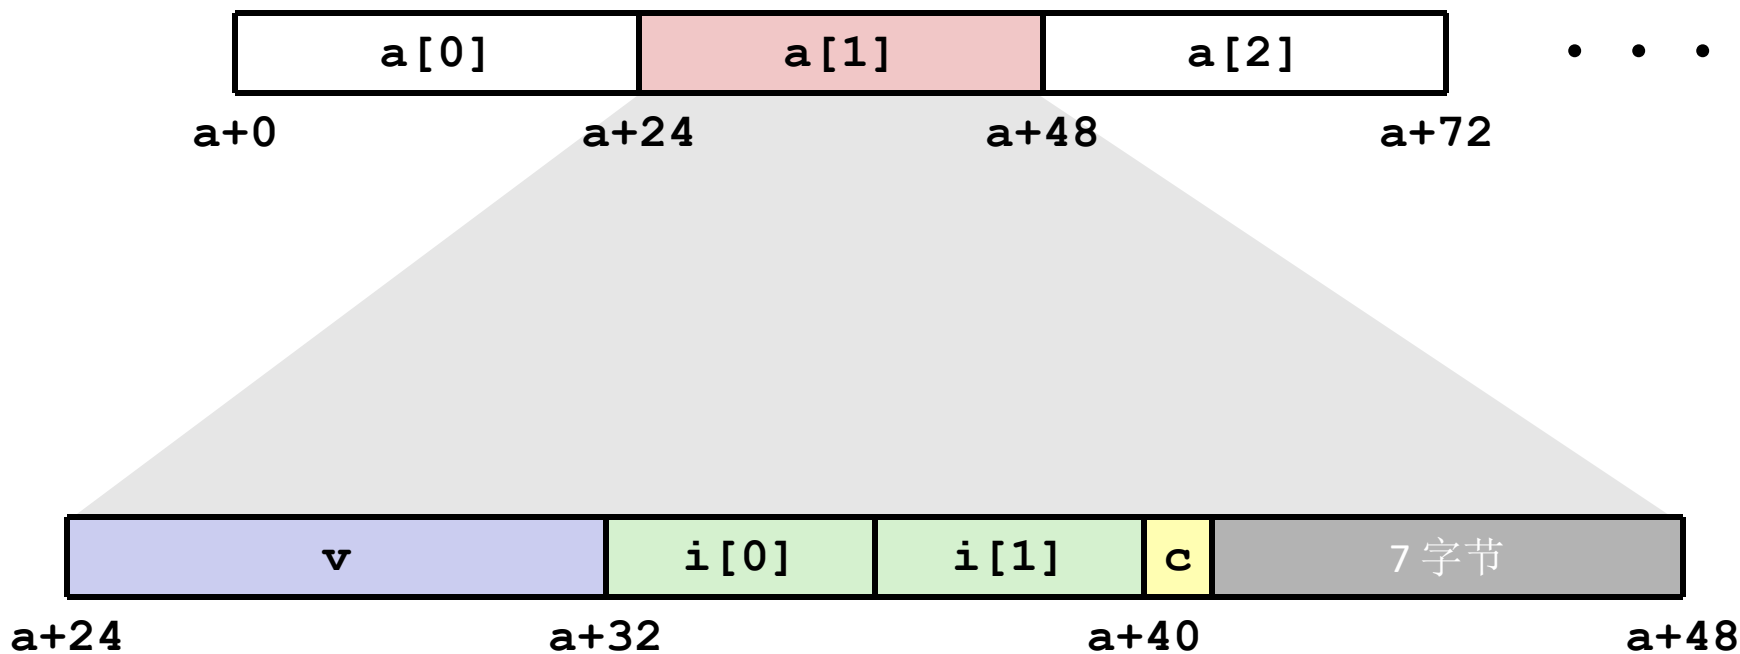 a[0] a[1] a[2] . . .
a+0 a+24 a+48 a+72
v i[0] i[1] c 7 字节
a+24 a+32 a+40 a+48